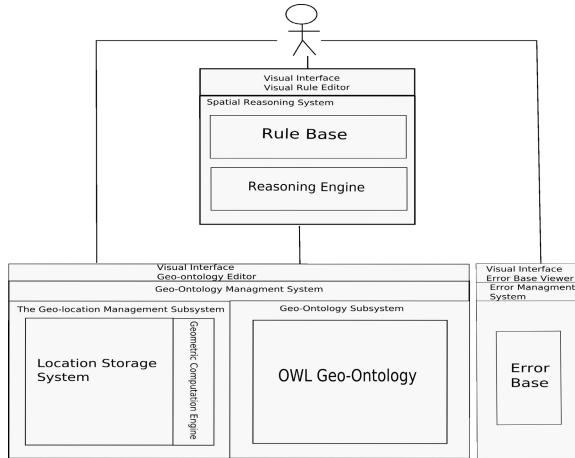 Visual Interface
Visual Rule Editor
Spatial Reasoning System
Rule Base
Reasoning Engine
Visual Interface
Geo-ontology Editor
Geo-Ontology Managment System
The Geo-location Management Subsystem
Location Storage
System
Geometric Computation Engine
Geo-Ontology Subsystem
OWL Geo-Ontology
Visual Interface
Error Base Viewer
Error Managment
System
Error
Base